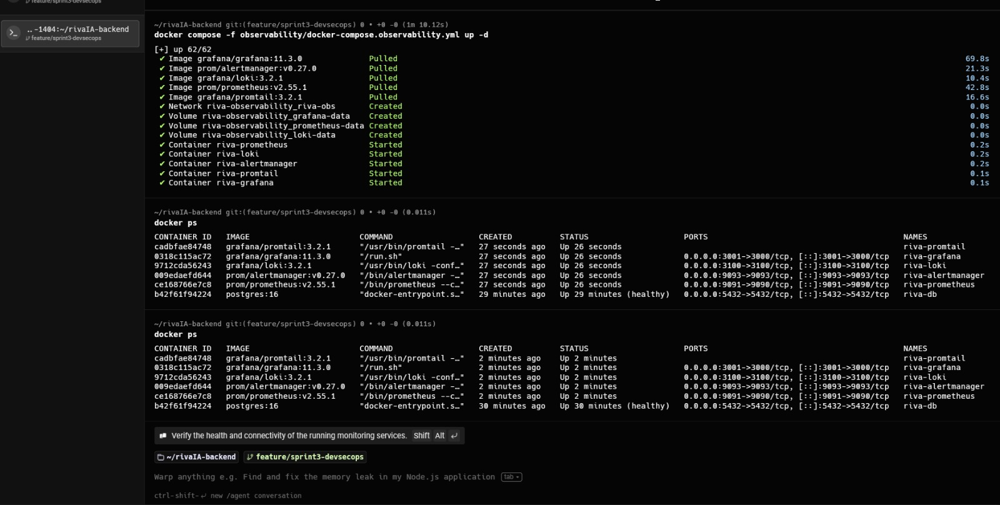 feature/sprint3-devsecops
.. -1404:~/rivaIA-backend
feature/sprint3-devsecops
~/rivaIA-backend git:(feature/sprint3-devsecops) 0 • +0 -0 (1m 10.12s)
docker compose -f observability/docker-compose.observability.yml up -d
[+] up 62/62
✔ Image grafana/grafana:11.3.0 Pulled 69.8s
✔ Image prom/alertmanager:v0.27.0 Pulled 21.3s
✔ Image grafana/loki:3.2.1 Pulled 10.4s
✔ Image prom/prometheus:v2.55.1 Pulled 42.8s
✔ Image grafana/promtail:3.2.1 Pulled 16.6s
✔ Network riva-observability_riva-obs Created 0.0s
✔ Volume riva-observability_grafana-data Created 0.0s
✔ Volume riva-observability_prometheus-data Created 0.0s
✔ Volume riva-observability_loki-data Created 0.0s
✔ Container riva-prometheus Started 0.2s
✔ Container riva-loki Started 0.2s
✔ Container riva-alertmanager Started 0.2s
✔ Container riva-promtail Started 0.1s
✔ Container riva-grafana Started 0.1s
~/rivaIA-backend git:(feature/sprint3-devsecops) 0 • +0 -0 (0.011s)
docker ps
CONTAINER ID IMAGE COMMAND CREATED STATUS PORTS NAMES
cadbfae84748 grafana/promtail:3.2.1 "/usr/bin/promtail -…" 27 seconds ago Up 26 seconds riva-promtail
0318c115ac72 grafana/grafana:11.3.0 "/run.sh" 27 seconds ago Up 26 seconds 0.0.0.0:3001->3000/tcp, [::]:3001->3000/tcp riva-grafana
9712cda56243 grafana/loki:3.2.1 "/usr/bin/loki -conf…" 27 seconds ago Up 26 seconds 0.0.0.0:3100->3100/tcp, [::]:3100->3100/tcp riva-loki
009edaefd644 prom/alertmanager:v0.27.0 "/bin/alertmanager -…" 27 seconds ago Up 26 seconds 0.0.0.0:9093->9093/tcp, [::]:9093->9093/tcp riva-alertmanager
ce168766e7c8 prom/prometheus:v2.55.1 "/bin/prometheus --c…" 27 seconds ago Up 26 seconds 0.0.0.0:9091->9090/tcp, [::]:9091->9090/tcp riva-prometheus
b42f61f94224 postgres:16 "docker-entrypoint.s…" 29 minutes ago Up 29 minutes (healthy) 0.0.0.0:5432->5432/tcp, [::]:5432->5432/tcp riva-db
~/rivaIA-backend git:(feature/sprint3-devsecops) 0 • +0 -0 (0.011s)
docker ps
CONTAINER ID IMAGE COMMAND CREATED STATUS PORTS NAMES
cadbfae84748 grafana/promtail:3.2.1 "/usr/bin/promtail -…" 2 minutes ago Up 2 minutes riva-promtail
0318c115ac72 grafana/grafana:11.3.0 "/run.sh" 2 minutes ago Up 2 minutes 0.0.0.0:3001->3000/tcp, [::]:3001->3000/tcp riva-grafana
9712cda56243 grafana/loki:3.2.1 "/usr/bin/loki -conf…" 2 minutes ago Up 2 minutes 0.0.0.0:3100->3100/tcp, [::]:3100->3100/tcp riva-loki
009edaefd644 prom/alertmanager:v0.27.0 "/bin/alertmanager -…" 2 minutes ago Up 2 minutes 0.0.0.0:9093->9093/tcp, [::]:9093->9093/tcp riva-alertmanager
ce168766e7c8 prom/prometheus:v2.55.1 "/bin/prometheus --c…" 2 minutes ago Up 2 minutes 0.0.0.0:9091->9090/tcp, [::]:9091->9090/tcp riva-prometheus
b42f61f94224 postgres:16 "docker-entrypoint.s…" 30 minutes ago Up 30 minutes (healthy) 0.0.0.0:5432->5432/tcp, [::]:5432->5432/tcp riva-db
Verify the health and connectivity of the running monitoring services. Shift Alt ↵
~/rivaIA-backend feature/sprint3-devsecops
Warp anything e.g. Find and fix the memory leak in my Node.js application tab
ctrl-shift-↵ new /agent conversation